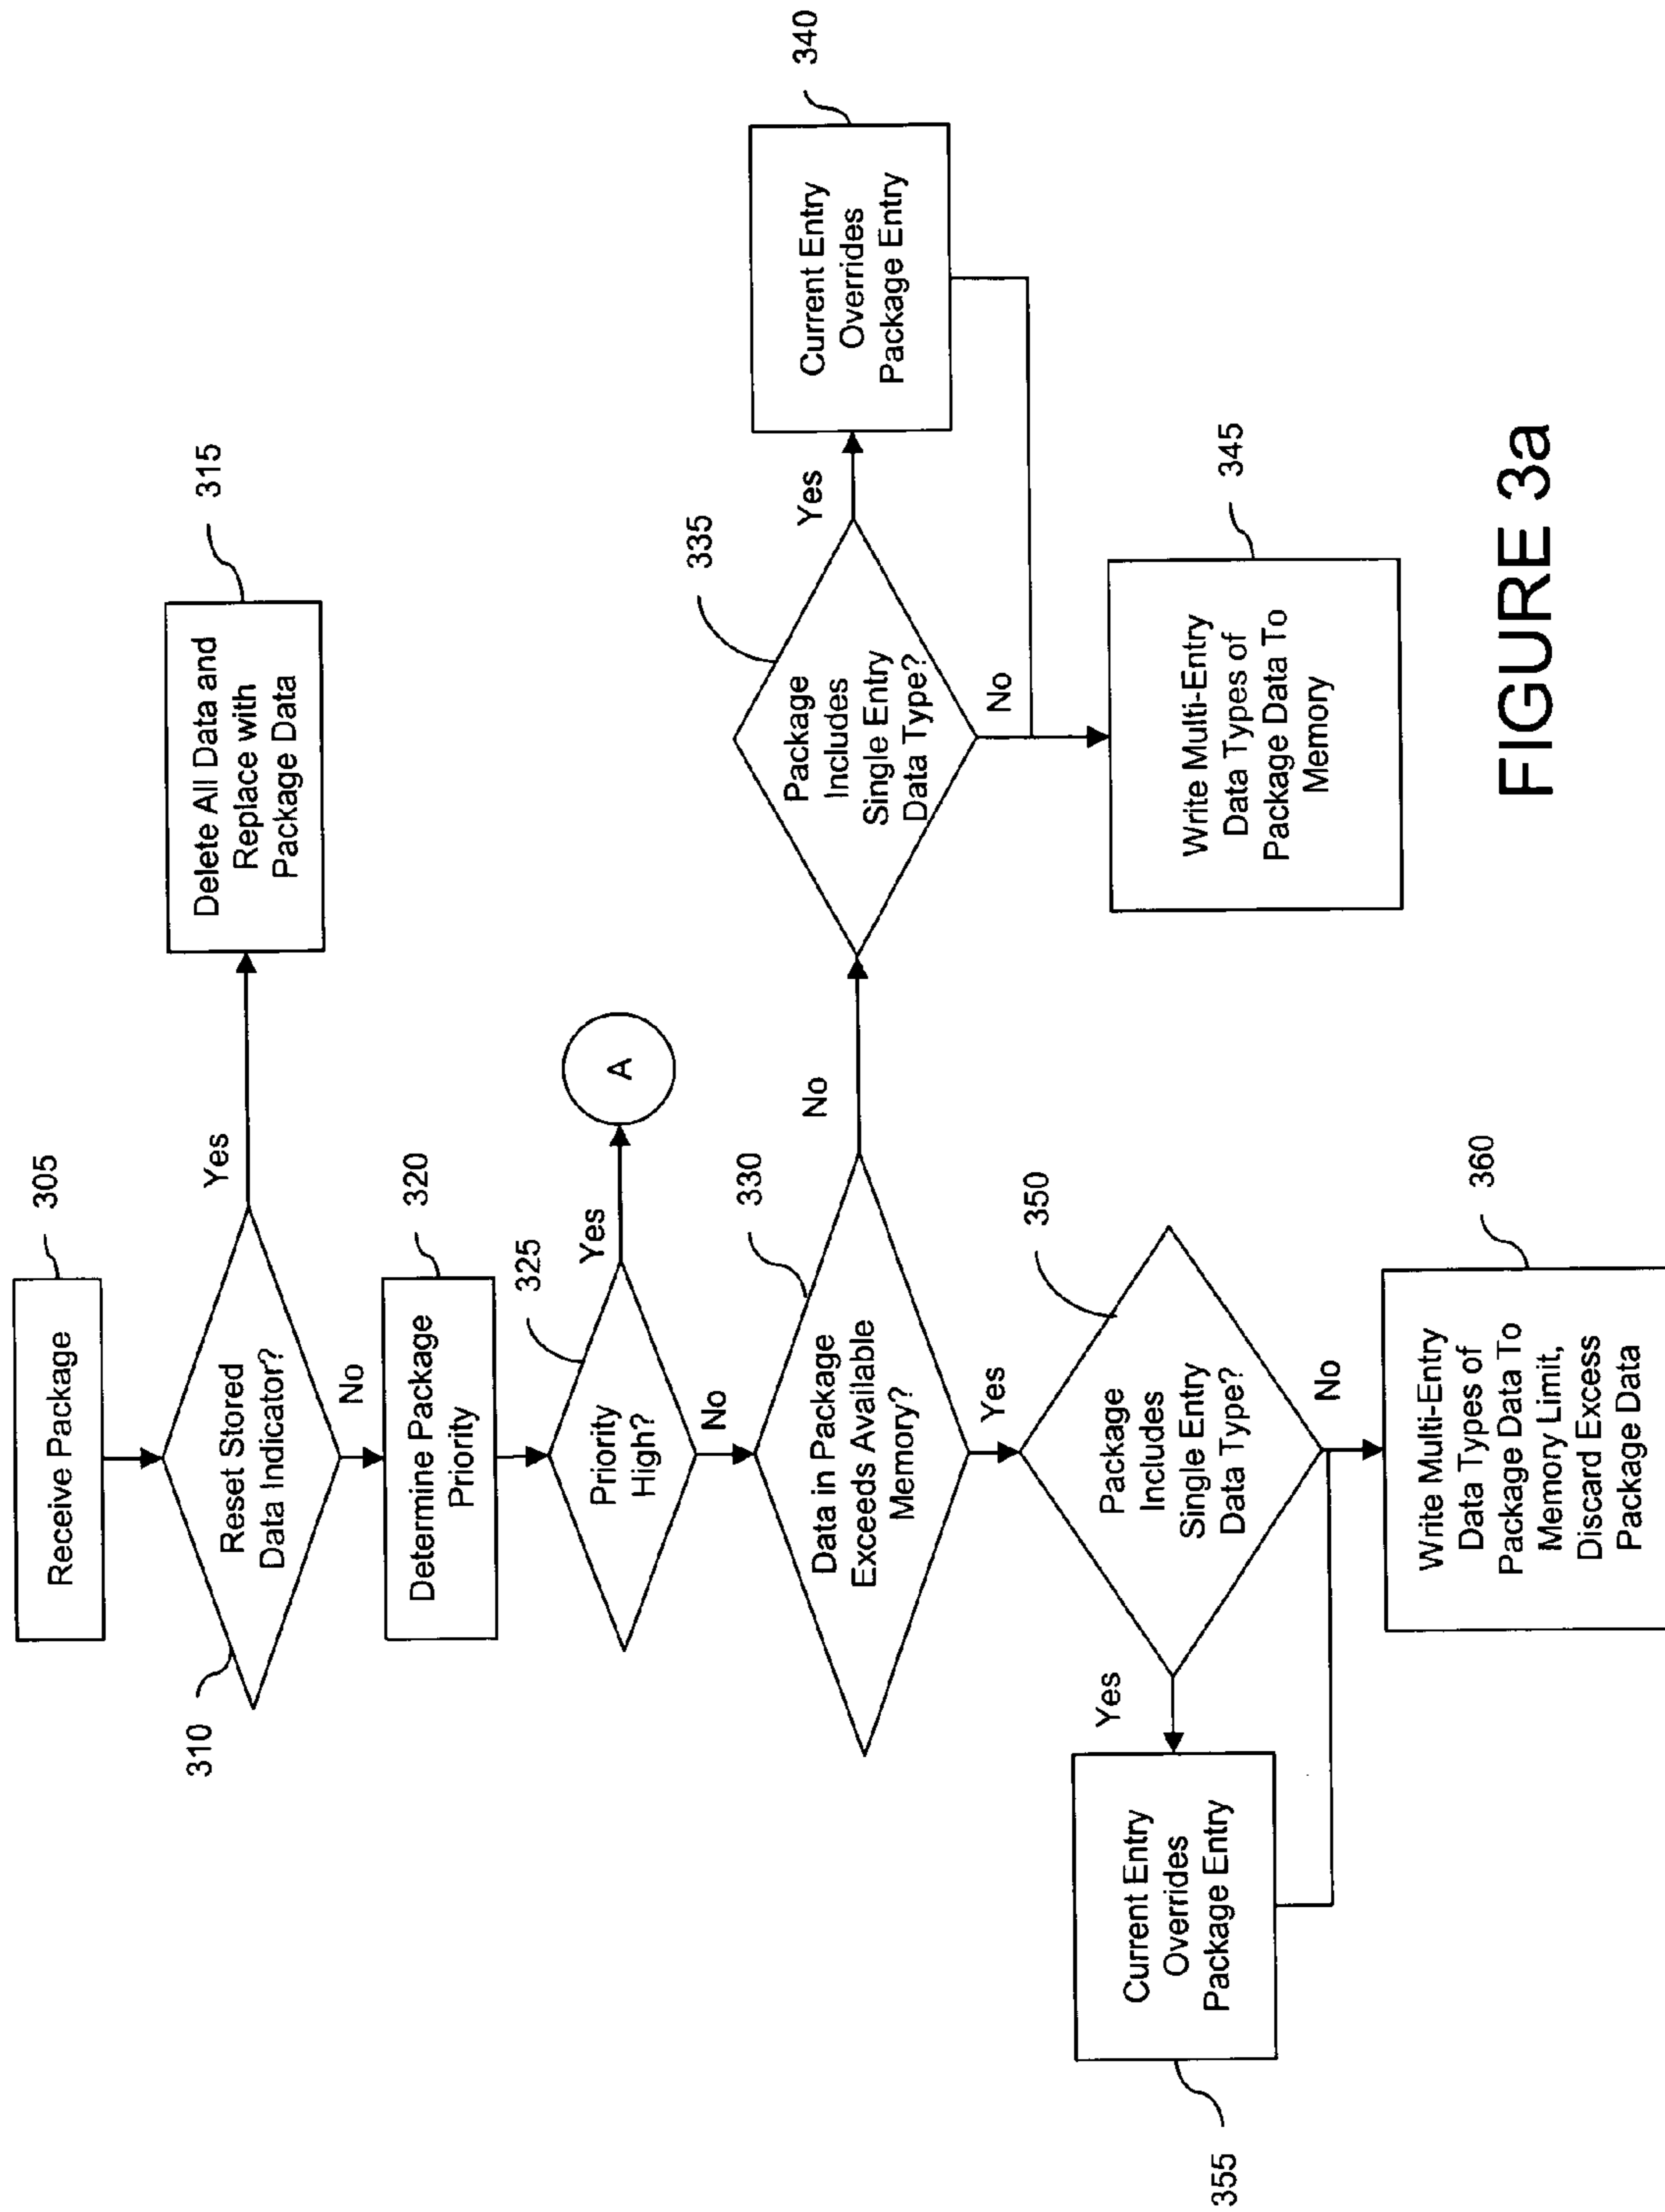 305
Receive Package
310
Reset Stored
Data Indicator?
Yes
315
Delete All Data and
Replace with
Package Data
No
320
Determine Package
Priority
325
Priority
High?
Yes
A
No
330
Data in Package
Exceeds Available
Memory?
No
335
Package
Includes
Single Entry
Data Type?
Yes
340
Current Entry
Overrides
Package Entry
No
345
Write Multi-Entry
Data Types of
Package Data To
Memory
Yes
350
Package
Includes
Single Entry
Data Type?
Yes
355
Current Entry
Overrides
Package Entry
No
360
Write Multi-Entry
Data Types of
Package Data To
Memory Limit,
Discard Excess
Package Data
FIGURE 3a